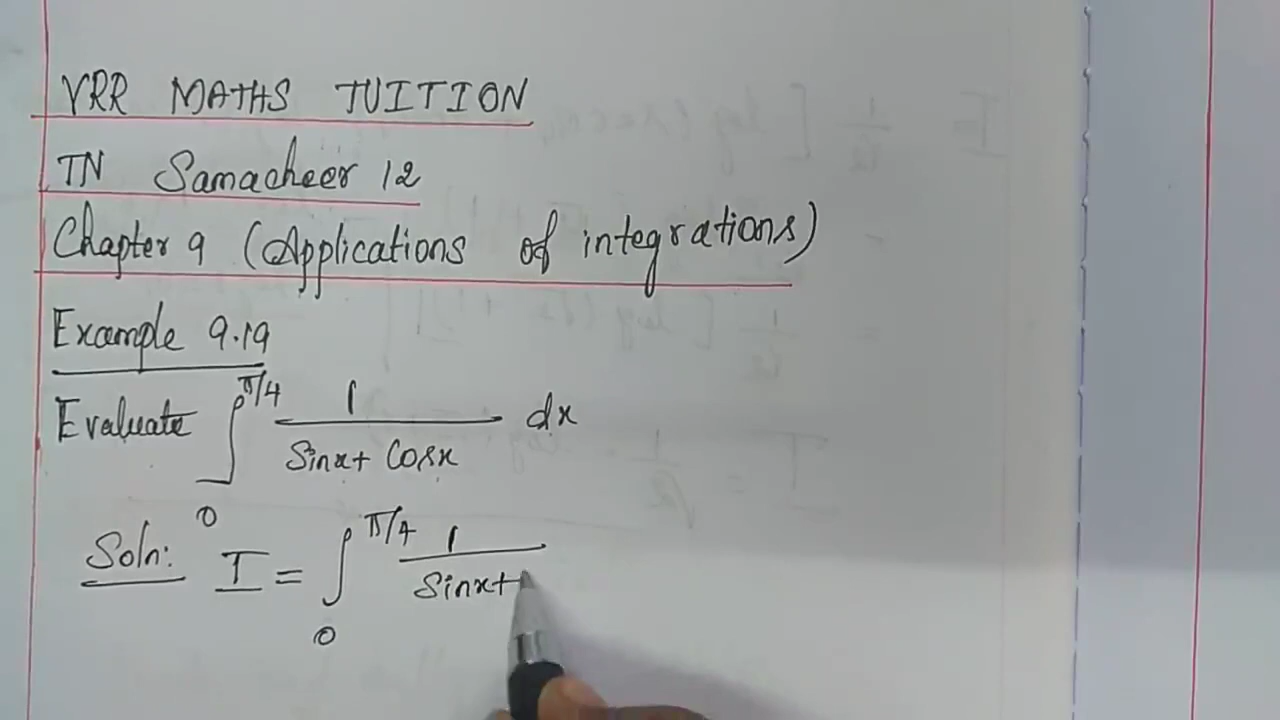 VRR MATHS TUITION
TN Samacheer 12
Chapter 9 (Applications of integrations)
Example 9.19
Evaluate ∫₀^π/4 1/(Sinx + Cosx) dx
Soln: I = ∫₀^π/4 1/(Sinx+